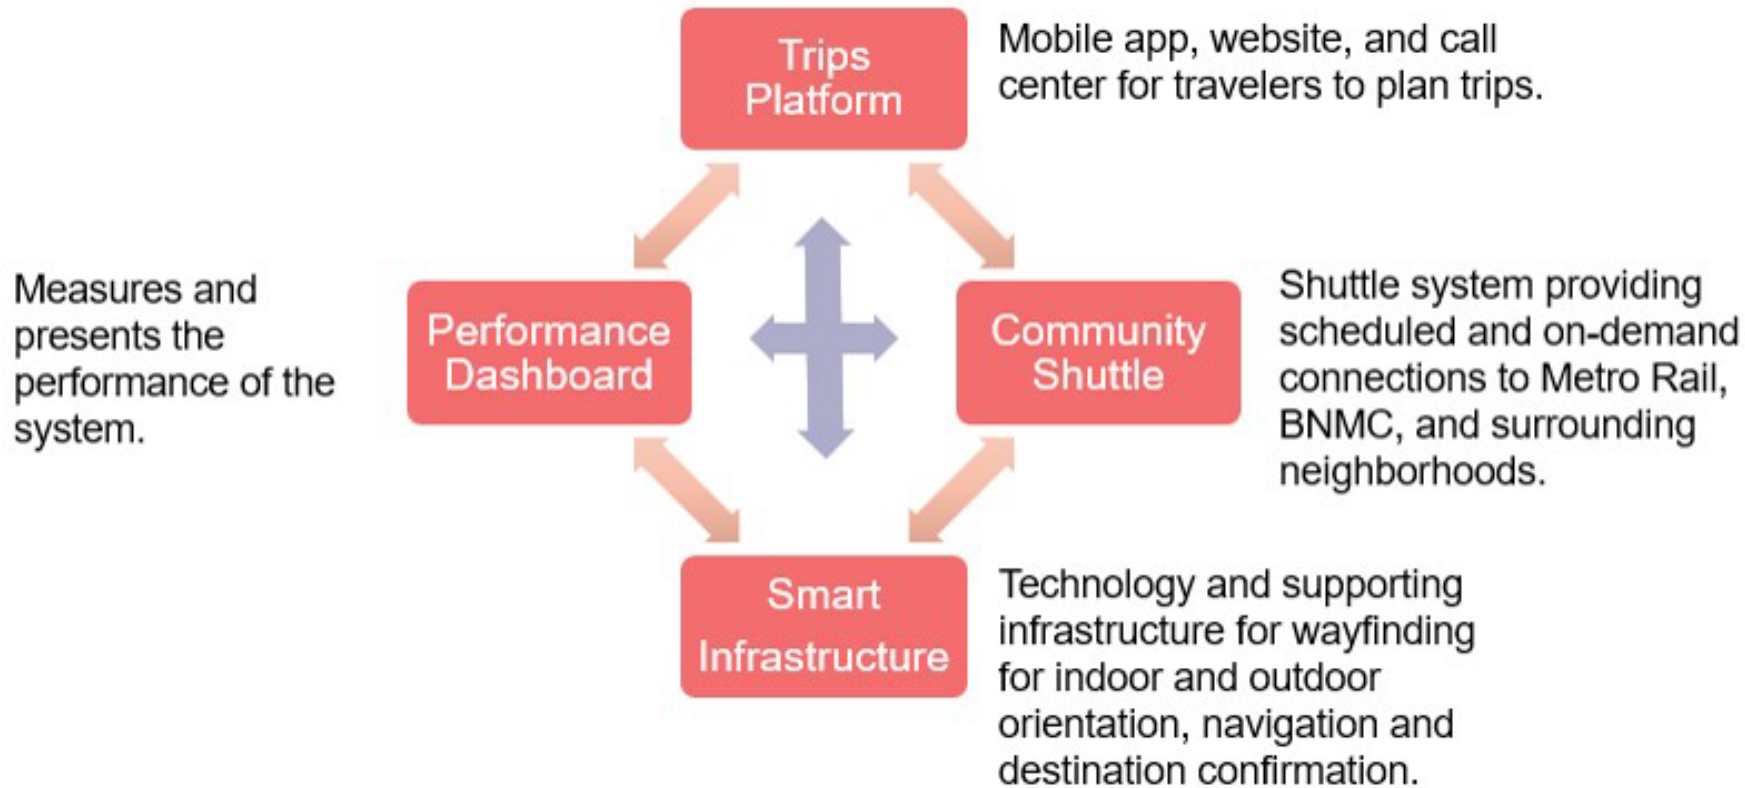 Trips
Platform
Mobile app, website, and call
center for travelers to plan trips.
Measures and
presents the
performance of the
system.
Performance
Dashboard
Community
Shuttle
Shuttle system providing
scheduled and on-demand
connections to Metro Rail,
BNMC, and surrounding
neighborhoods.
Smart
Infrastructure
Technology and supporting
infrastructure for wayfinding
for indoor and outdoor
orientation, navigation and
destination confirmation.